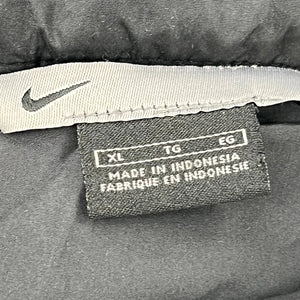 XL TG EG
MADE IN INDONESIA
FABRIQUE EN INDONESIE